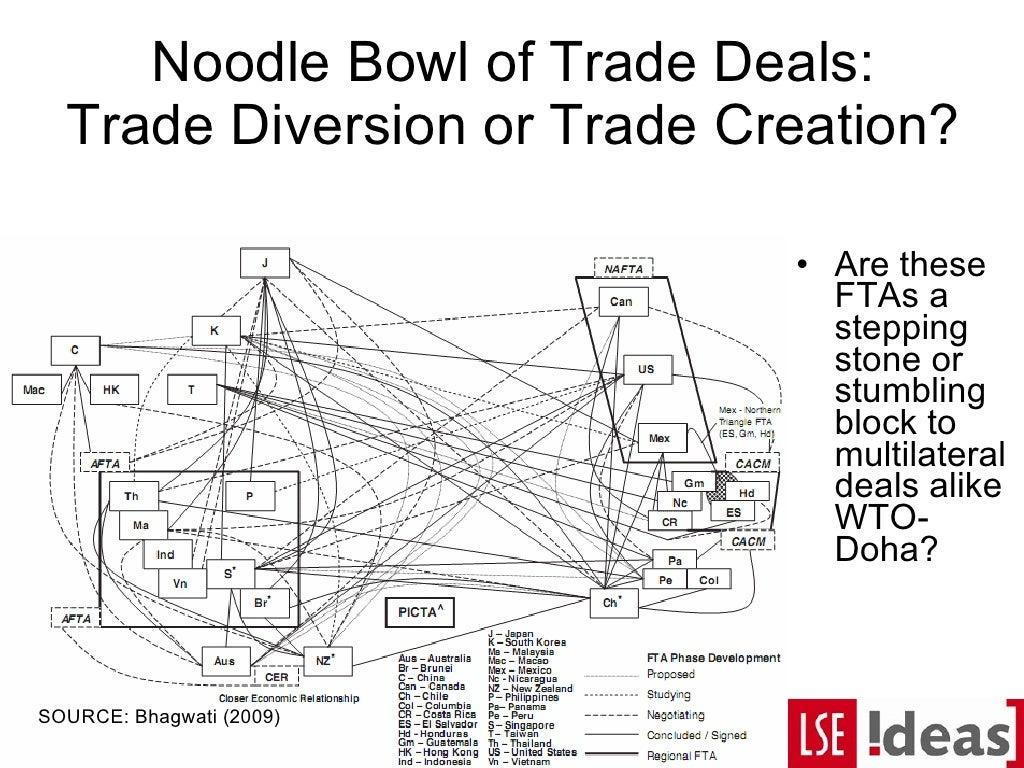 Noodle Bowl of Trade Deals:
Trade Diversion or Trade Creation?
• Are these
FTAs a
stepping
stone or
stumbling
block to
multilateral
deals alike
WTO-
Doha?
J
NAFTA
Can
K
C
US
Mac
HK
T
Mex - Northern
Triangle FTA
(ES, Gm, Hd)
Mex
AFTA
CACM
Th
P
Gm
Hd
Nc
ES
Ma
CR
CACM
Ind
Pa
S*
Vn
Pe
Col
Br*
Ch*
PICTA^
AFTA
Aus
NZ*
CER
Closer Economic Relationship
Aus – Australia
Br – Brunei
C – China
Can – Canada
Ch – Chile
Col – Columbia
CR – Costa Rica
ES – El Salvador
Hd - Honduras
Gm – Guatemala
HK – Hong Kong
Ind – Indonesia
J – Japan
K – South Korea
Ma – Malaysia
Mac – Macao
Mex – Mexico
Nc - Nicaragua
NZ – New Zealand
P – Philippines
Pa– Panama
Pe – Peru
S – Singapore
T – Taiwan
Th – Thailand
US – United States
Vn – Vietnam
FTA Phase Development
Proposed
Studying
Negotiating
Concluded / Signed
Regional FTA
SOURCE: Bhagwati (2009)
LSE !deas]